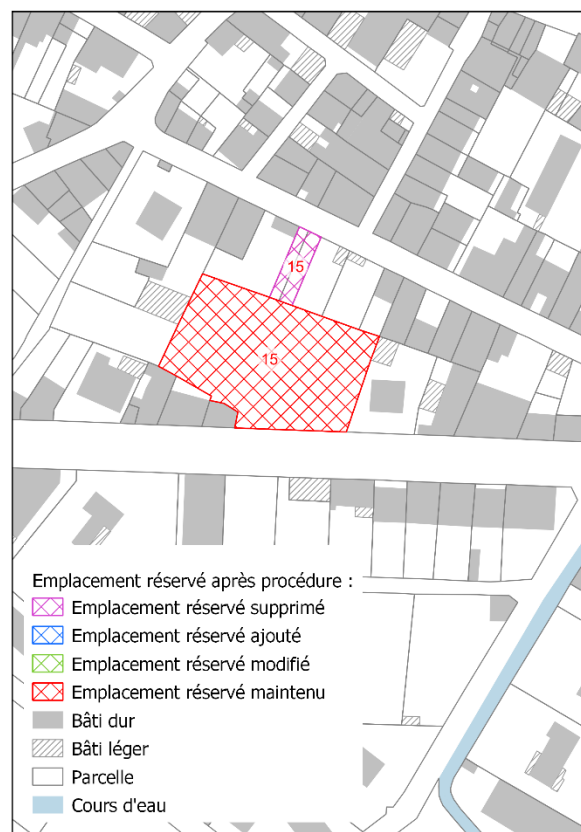 15
15
Emplacement réservé après procédure :
Emplacement réservé supprimé
Emplacement réservé ajouté
Emplacement réservé modifié
Emplacement réservé maintenu
Bâti dur
Bâti léger
Parcelle
Cours d'eau